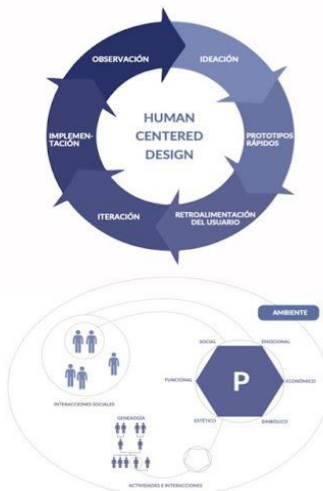 OBSERVACIÓN
IDEACIÓN
HUMAN
CENTERED
DESIGN
IMPLEMEN-
TACIÓN
PROTOTIPOS
RÁPIDOS
ITERACIÓN
RETROALIMENTACIÓN
DEL USUARIO
AMBIENTE
SOCIAL
EMOCIONAL
FUNCIONAL
P
ECONÓMICO
INTERACCIONES SOCIALES
ESTÉTICO
SIMBÓLICO
GENEALOGÍA
ACTIVIDADES E INTERACCIONES